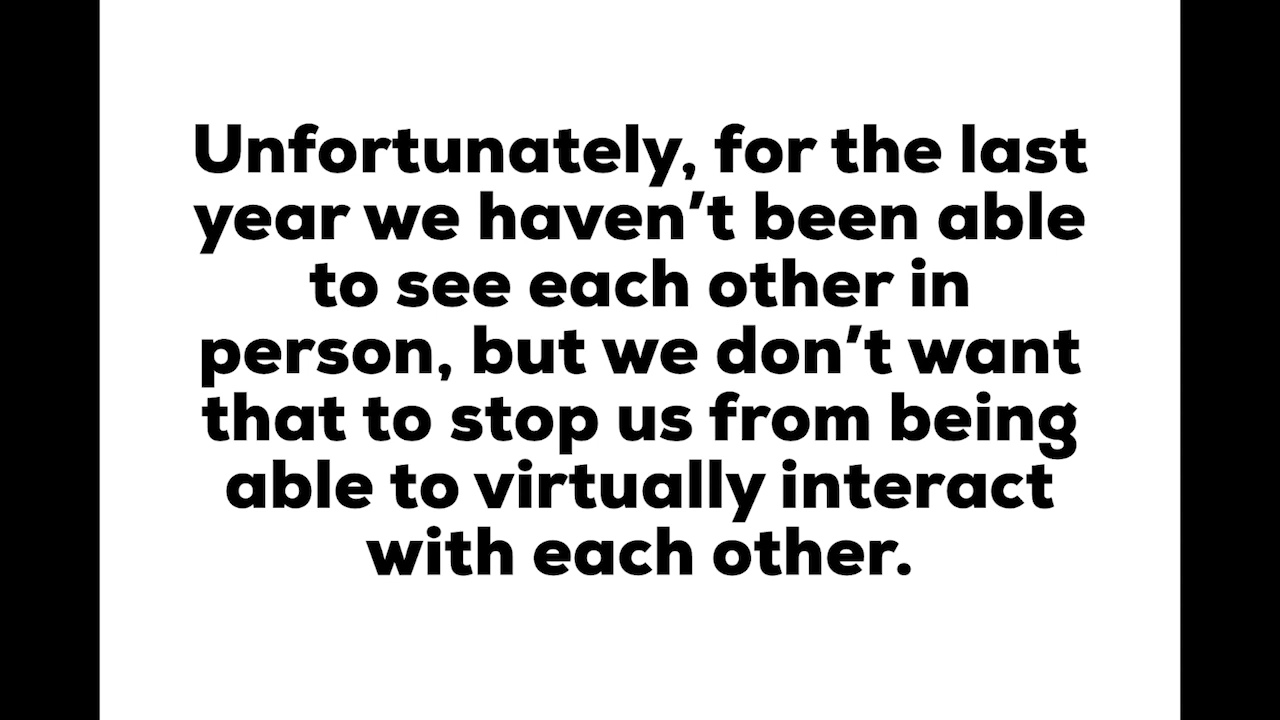 Unfortunately, for the last
year we haven’t been able
to see each other in
person, but we don’t want
that to stop us from being
able to virtually interact
with each other.